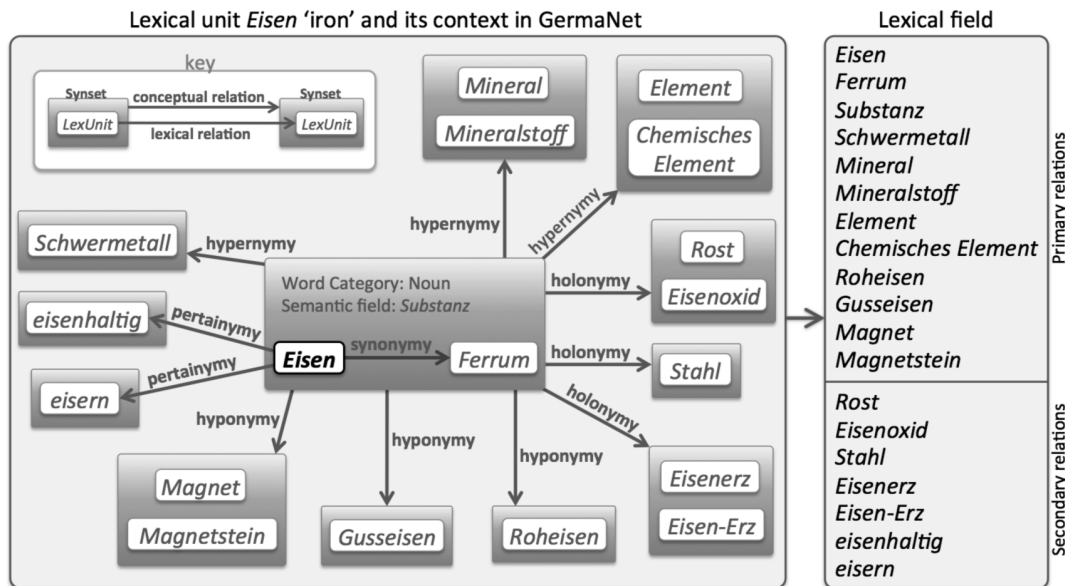 Lexical unit Eisen ‘iron’ and its context in GermaNet
key
Synset
LexUnit
conceptual relation
lexical relation
Synset
LexUnit
Mineral
Mineralstoff
Element
Chemisches
Element
hypernymy
hypernymy
Schwermetall
hypernymy
Rost
Eisenoxid
holonymy
Word Category: Noun
Semantic field: Substanz
eisenhaltig
pertainymy
Eisen
synonymy
Ferrum
holonymy
Stahl
eisern
pertainymy
holonymy
hyponymy
hyponymy
hyponymy
Magnet
Magnetstein
Gusseisen
Roheisen
Eisenerz
Eisen-Erz
Lexical field
Eisen
Ferrum
Substanz
Schwermetall
Mineral
Mineralstoff
Element
Chemisches Element
Roheisen
Gusseisen
Magnet
Magnetstein
Primary relations
Rost
Eisenoxid
Stahl
Eisenerz
Eisen-Erz
eisenhaltig
eisern
Secondary relations